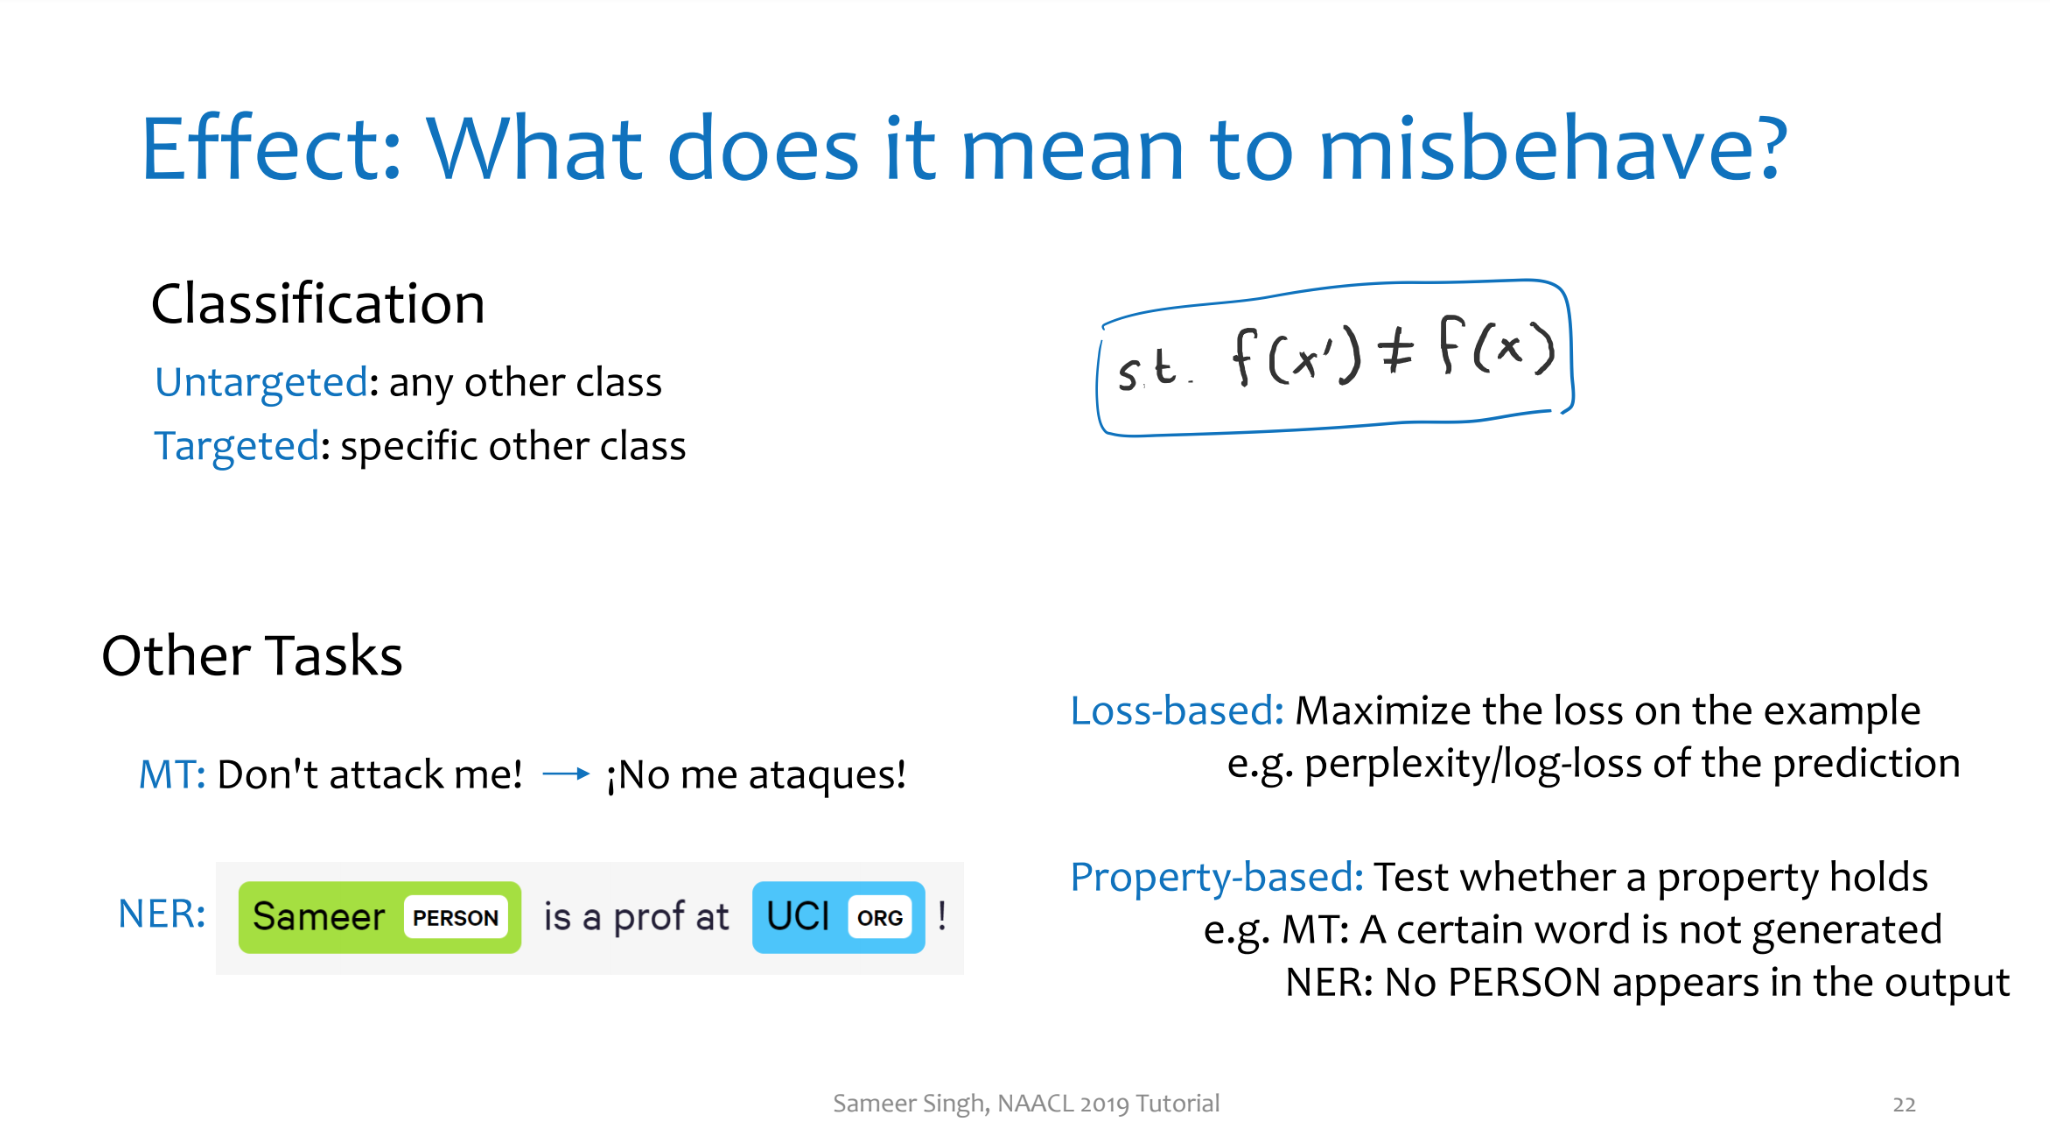 Effect: What does it mean to misbehave?
Classification
Untargeted: any other class
Targeted: specific other class
s.t. f(x') ≠ f(x)
Other Tasks
MT: Don't attack me! → ¡No me ataques!
NER: Sameer PERSON is a prof at UCI ORG !
Loss-based: Maximize the loss on the example
e.g. perplexity/log-loss of the prediction
Property-based: Test whether a property holds
e.g. MT: A certain word is not generated
NER: No PERSON appears in the output
Sameer Singh, NAACL 2019 Tutorial
22